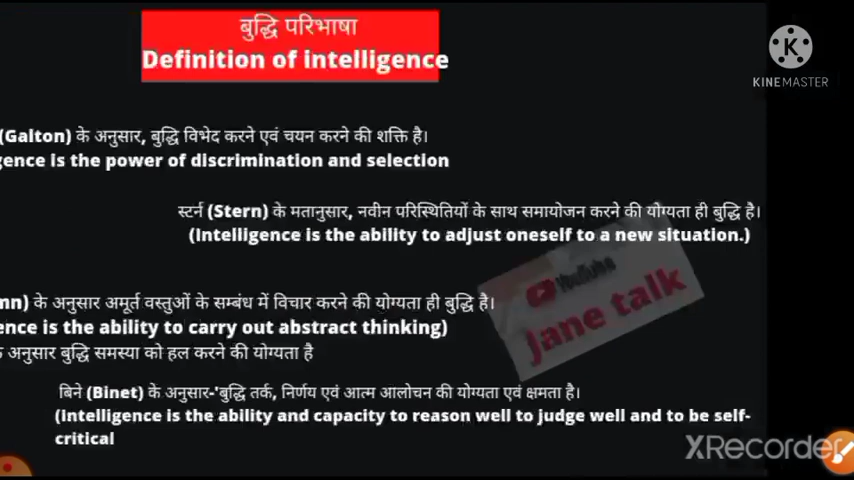 बुद्धि परिभाषा
Definition of intelligence
K
KINEMASTER
(Galton) के अनुसार, बुद्धि विभेद करने एवं चयन करने की शक्ति है।
gence is the power of discrimination and selection
स्टर्न (Stern) के मतानुसार, नवीन परिस्थितियों के साथ समायोजन करने की योग्यता ही बुद्धि है।
(Intelligence is the ability to adjust oneself to a new situation.)
mn) के अनुसार अमूर्त वस्तुओं के सम्बंध में विचार करने की योग्यता ही बुद्धि है।
ence is the ability to carry out abstract thinking)
के अनुसार बुद्धि समस्या को हल करने की योग्यता है
YouTube
Jane talk
बिने (Binet) के अनुसार-'बुद्धि तर्क, निर्णय एवं आत्म आलोचन की योग्यता एवं क्षमता है।
(Intelligence is the ability and capacity to reason well to judge well and to be self-
critical
XRecorder